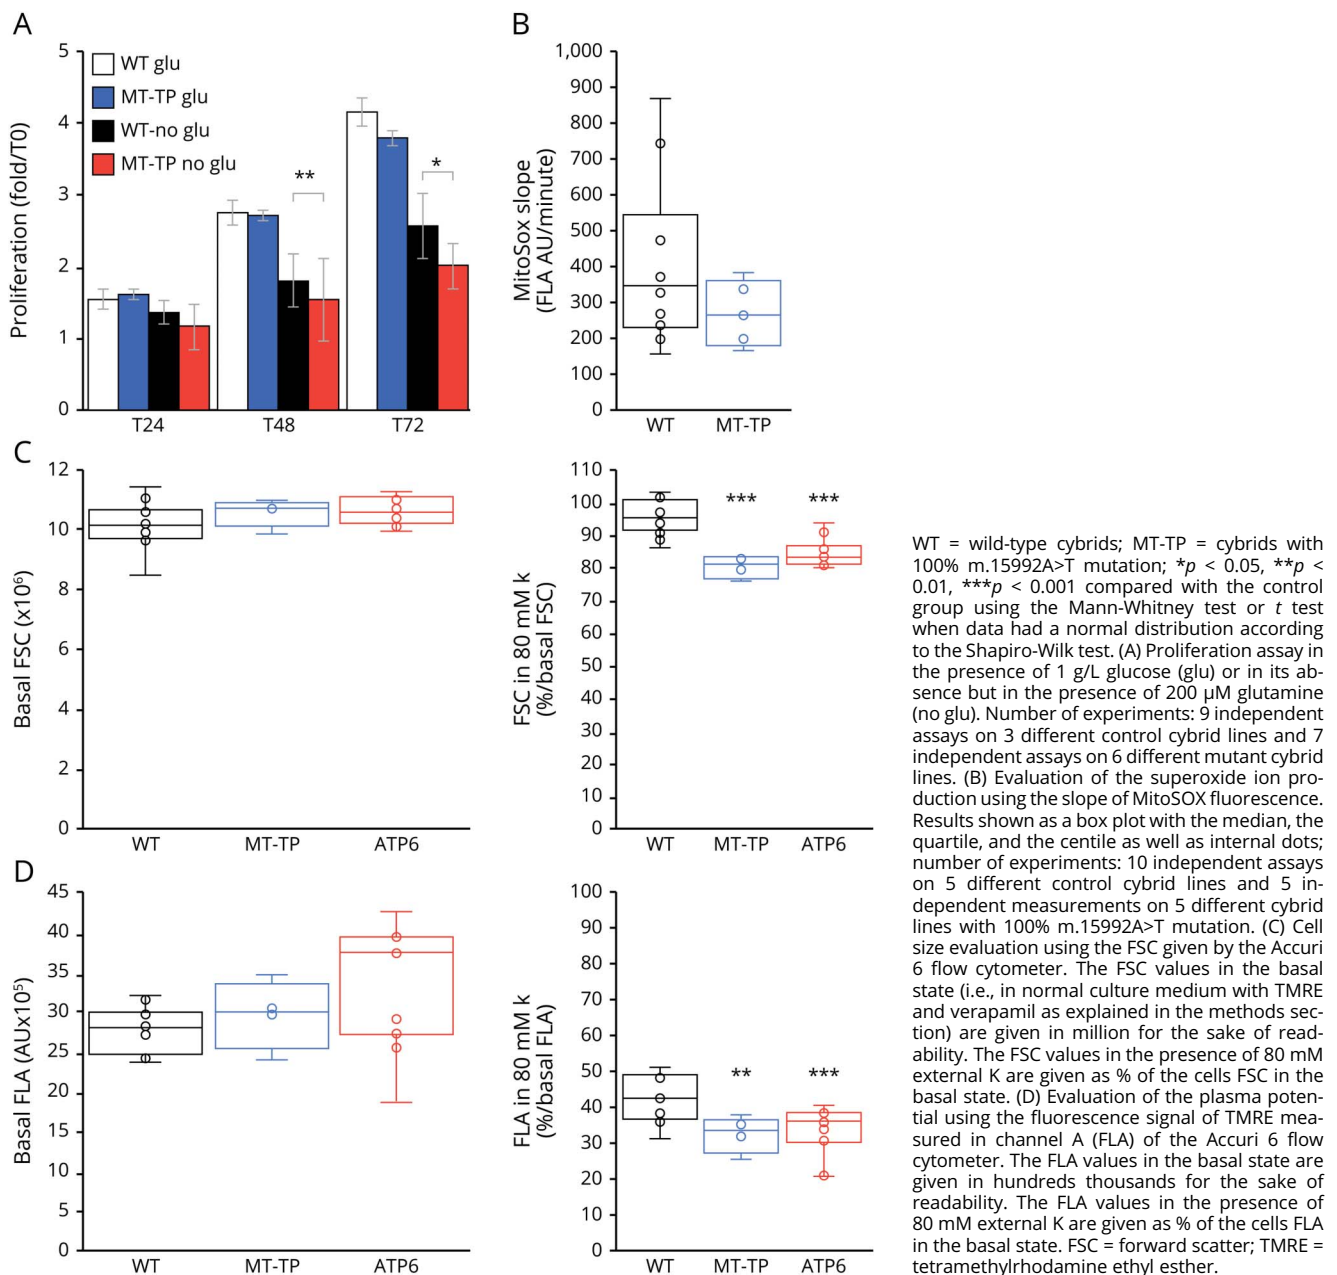 A
5
4
3
2
1
0
Proliferation (fold/T0)
WT glu
MT-TP glu
WT-no glu
MT-TP no glu
**
*
T24
T48
T72
B
1,000
900
800
700
600
500
400
300
200
100
0
MitoSox slope
(FLA AU/minute)
WT
MT-TP
C
12
10
8
6
4
2
0
Basal FSC (x10⁶)
WT
MT-TP
ATP6
110
100
90
80
70
60
50
40
30
20
10
0
FSC in 80 mM k
(%/basal FSC)
***
***
WT
MT-TP
ATP6
D
45
40
35
30
25
20
15
10
5
0
Basal FLA (AUx10⁵)
WT
MT-TP
ATP6
100
90
80
70
60
50
40
30
20
10
0
FLA in 80 mM k
(%/basal FLA)
**
***
WT
MT-TP
ATP6
WT = wild-type cybrids; MT-TP = cybrids with
100% m.15992A>T mutation; *p < 0.05, **p <
0.01, ***p < 0.001 compared with the control
group using the Mann-Whitney test or t test
when data had a normal distribution according
to the Shapiro-Wilk test. (A) Proliferation assay in
the presence of 1 g/L glucose (glu) or in its ab-
sence but in the presence of 200 μM glutamine
(no glu). Number of experiments: 9 independent
assays on 3 different control cybrid lines and 7
independent assays on 6 different mutant cybrid
lines. (B) Evaluation of the superoxide ion pro-
duction using the slope of MitoSOX fluorescence.
Results shown as a box plot with the median, the
quartile, and the centile as well as internal dots;
number of experiments: 10 independent assays
on 5 different control cybrid lines and 5 in-
dependent measurements on 5 different cybrid
lines with 100% m.15992A>T mutation. (C) Cell
size evaluation using the FSC given by the Accuri
6 flow cytometer. The FSC values in the basal
state (i.e., in normal culture medium with TMRE
and verapamil as explained in the methods sec-
tion) are given in million for the sake of read-
ability. The FSC values in the presence of 80 mM
external K are given as % of the cells FSC in the
basal state. (D) Evaluation of the plasma poten-
tial using the fluorescence signal of TMRE mea-
sured in channel A (FLA) of the Accuri 6 flow
cytometer. The FLA values in the basal state are
given in hundreds thousands for the sake of
readability. The FLA values in the presence of
80 mM external K are given as % of the cells FLA
in the basal state. FSC = forward scatter; TMRE =
tetramethylrhodamine ethyl esther.